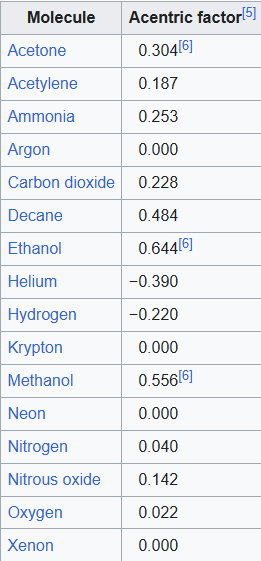 Molecule Acentric factor[5]
Acetone 0.304[6]
Acetylene 0.187
Ammonia 0.253
Argon 0.000
Carbon dioxide 0.228
Decane 0.484
Ethanol 0.644[6]
Helium −0.390
Hydrogen −0.220
Krypton 0.000
Methanol 0.556[6]
Neon 0.000
Nitrogen 0.040
Nitrous oxide 0.142
Oxygen 0.022
Xenon 0.000